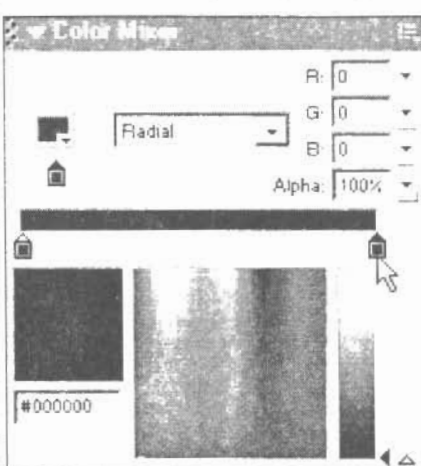 Color Mixer
R: 0
G: 0
Radial
B: 0
Alpha: 100%
#000000